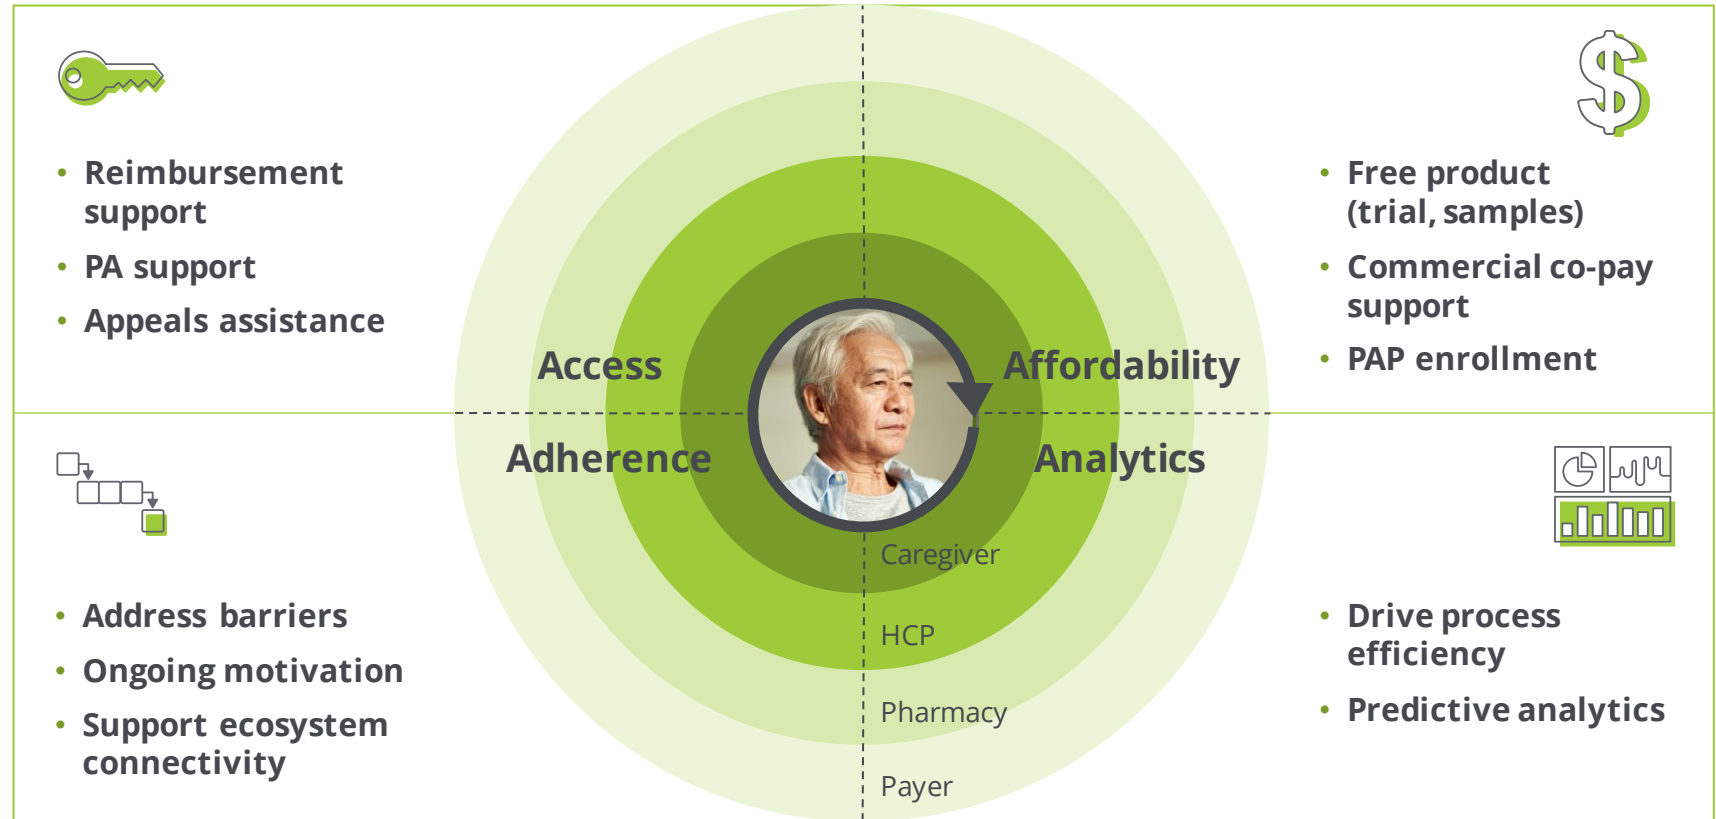 • Reimbursement
support
• PA support
• Appeals assistance
Access
• Free product
(trial, samples)
• Commercial co-pay
support
• PAP enrollment
Affordability
Adherence
• Address barriers
• Ongoing motivation
• Support ecosystem
connectivity
Analytics
• Drive process
efficiency
• Predictive analytics
Caregiver
HCP
Pharmacy
Payer